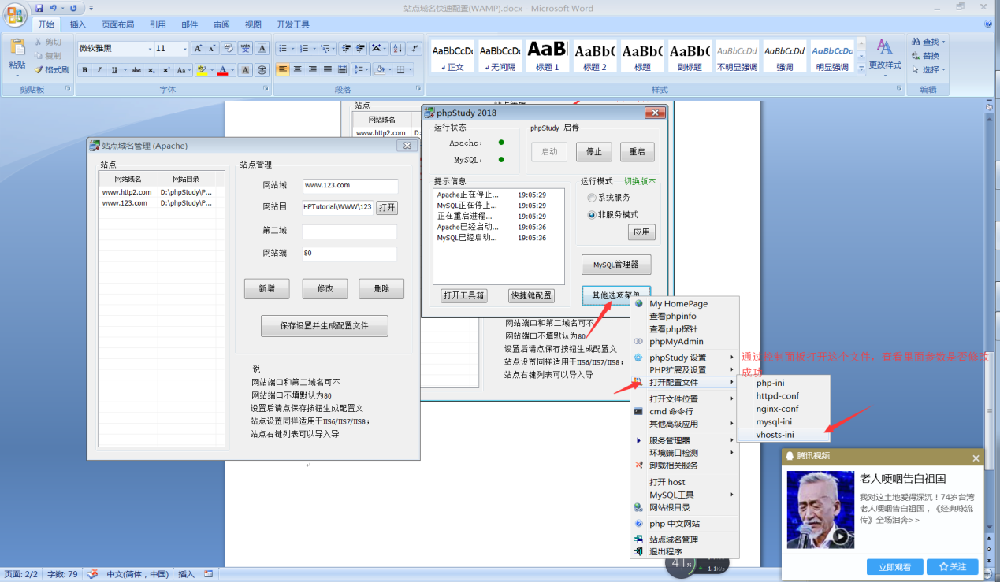 站点域名快速配置(WAMP).docx - Microsoft Word
开始
插入
页面布局
引用
邮件
审阅
视图
开发工具
粘贴
剪切
复制
格式刷
剪贴板
微软雅黑
11
字体
段落
AaBbCcDc
正文
AaBbCcDc
无间隔
AaBl
标题 1
AaBbC
标题 2
AaBbC
标题
AaBbC
副标题
AaBbCcDd
不明显强调
AaBbCcDd
强调
AaBbCcDc
明显强调
更改样式
样式
查找
替换
选择
编辑
站点
站点管理
网站域名
www.http2.com D:
站点域名管理 (Apache)
站点
网站域名 网站目录
www.http2.com D:\phpStudy\P...
www.123.com D:\phpStudy\P...
站点管理
网站域 www.123.com
网站目 HPTutorial\WWW\123 打开
第二域
网站端 80
新增 修改 删除
保存设置并生成配置文件
说
网站端口和第二域名可不
网站端口不填默认为80
设置后请点保存按钮生成配置文
站点设置同样适用于IIS6/IIS7/IIS8;
站点右键列表可以导入导
phpStudy 2018
运行状态
Apache:
MySQL:
phpStudy 启停
启动 停止 重启
提示信息
Apache正在停止... 19:05:29
MySQL正在停止... 19:05:29
正在重启进程... 19:05:29
Apache已经启动... 19:05:36
MySQL已经启动... 19:05:36
运行模式 切换版本
系统服务
非服务模式
应用
MySQL管理器
打开工具箱 快捷键配置 其他选项菜单
网站端口和第二域名可不
网站端口不填默认为80
设置后请点保存按钮生成配置文
站点设置同样适用于IIS6/IIS7/IIS8;
站点右键列表可以导入导
My HomePage
查看phpinfo
查看php探针
phpMyAdmin
phpStudy 设置
PHP扩展及设置
打开配置文件
打开文件位置
cmd 命令行
其他高级应用
服务管理器
环境端口检测
卸载相关服务
打开 host
MySQL工具
网站根目录
php 中文网站
站点域名管理
退出程序
通过控制面板打开这个文件。查看里面参数是否修改
成功
php-ini
httpd-conf
nginx-conf
mysql-ini
vhosts-ini
腾讯视频
老人哽咽告白祖国
我对这土地爱得深沉！74岁台湾
老人哽咽告白祖国，《经典咏流
传》全场泪奔>>
立即观看
关注
41%
1.1K/s
页面: 2/2
字数: 79
中文(简体，中国)
插入